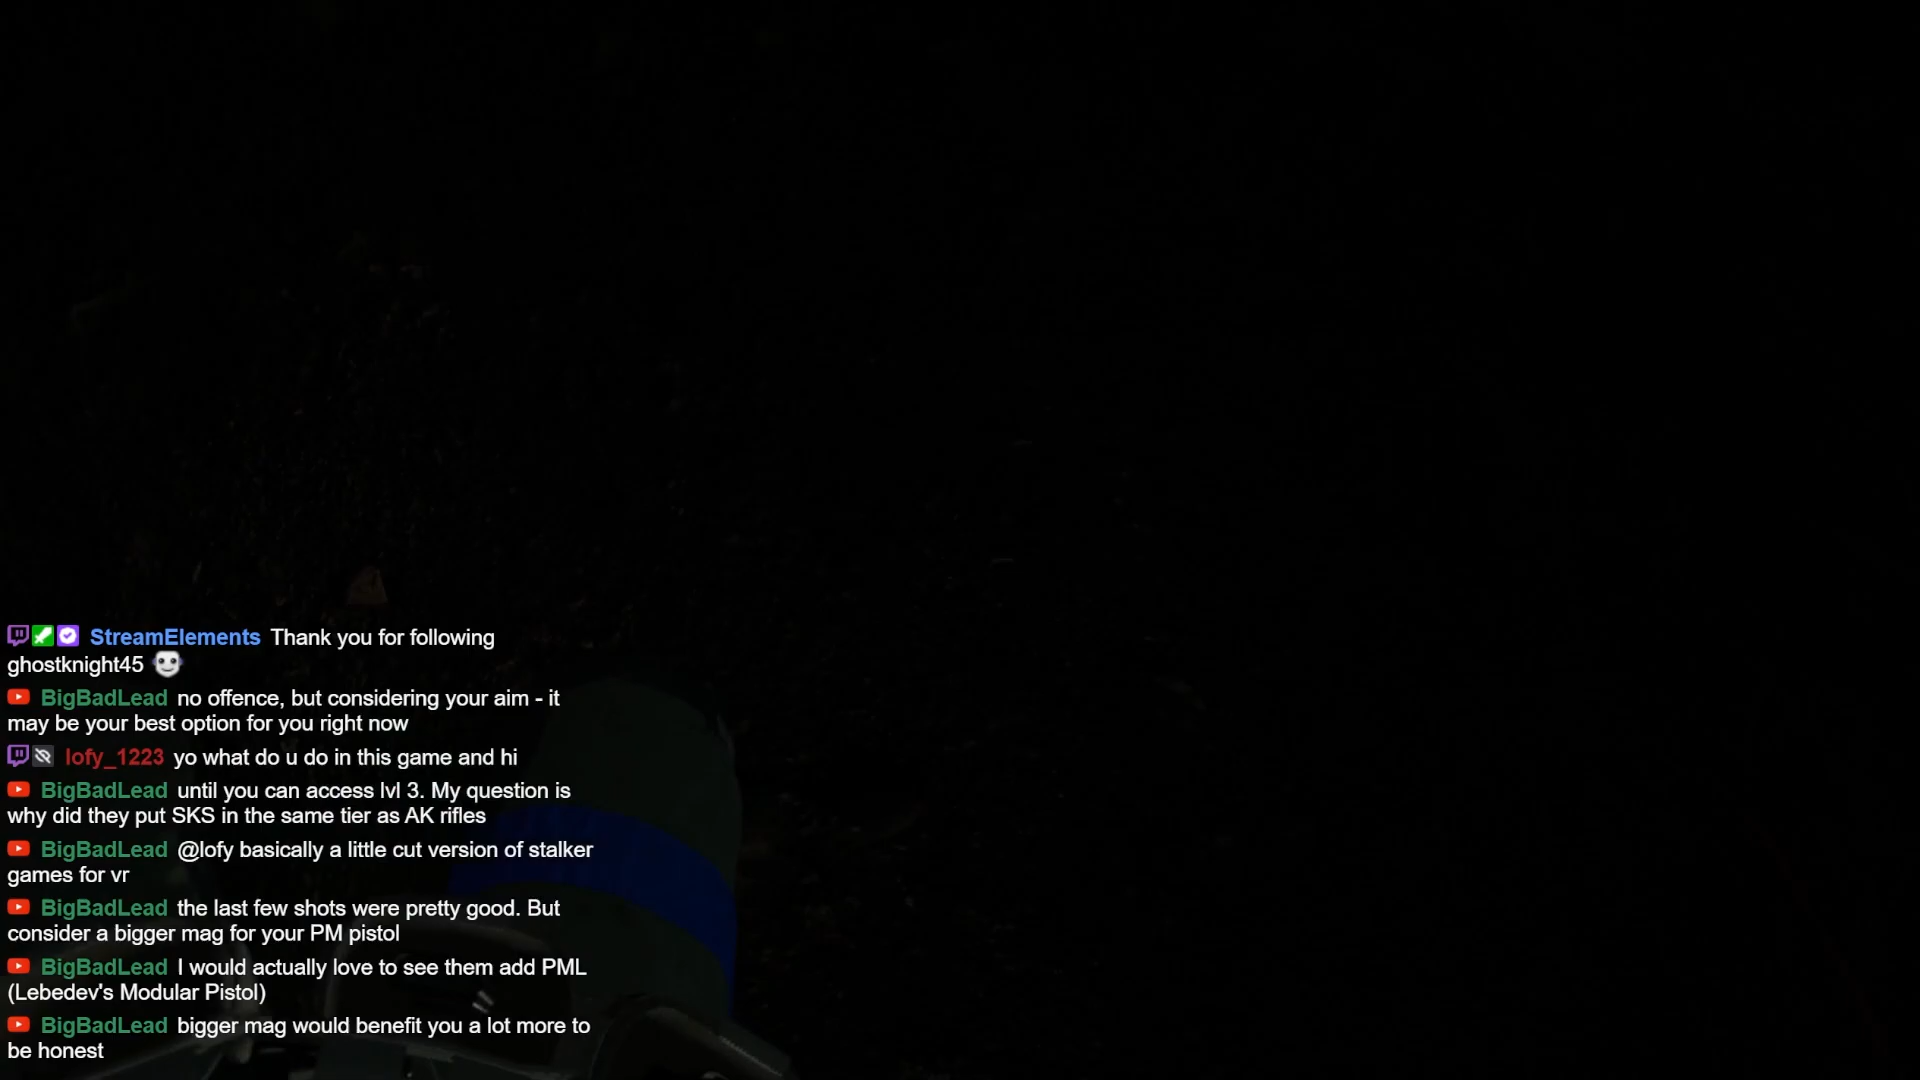 StreamElements Thank you for following
ghostknight45
BigBadLead no offence, but considering your aim - it
may be your best option for you right now
lofy_1223 yo what do u do in this game and hi
BigBadLead until you can access lvl 3. My question is
why did they put SKS in the same tier as AK rifles
BigBadLead @lofy basically a little cut version of stalker
games for vr
BigBadLead the last few shots were pretty good. But
consider a bigger mag for your PM pistol
BigBadLead I would actually love to see them add PML
(Lebedev's Modular Pistol)
BigBadLead bigger mag would benefit you a lot more to
be honest